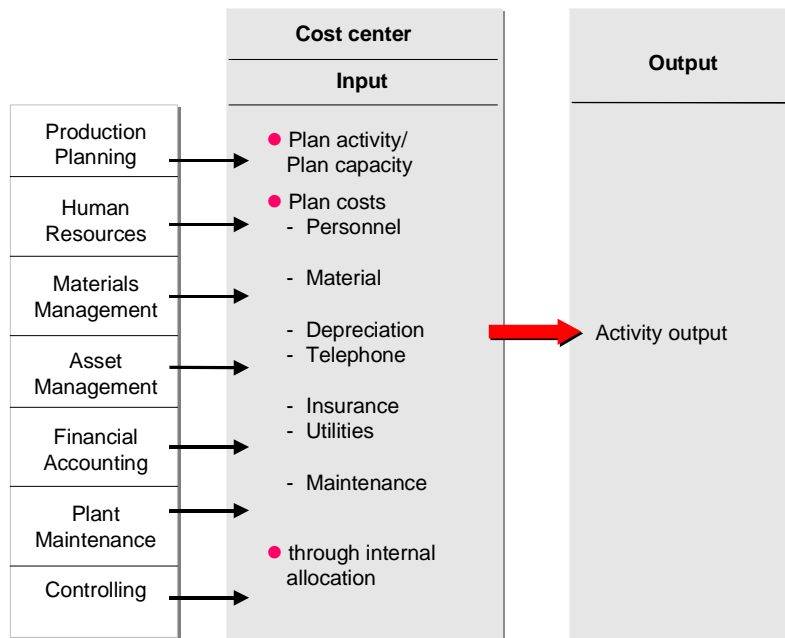 Cost center
Input
Output
Production
Planning
Human
Resources
Materials
Management
Asset
Management
Financial
Accounting
Plant
Maintenance
Controlling
● Plan activity/
Plan capacity
● Plan costs
- Personnel
- Material
- Depreciation
- Telephone
- Insurance
- Utilities
- Maintenance
● through internal
allocation
Activity output